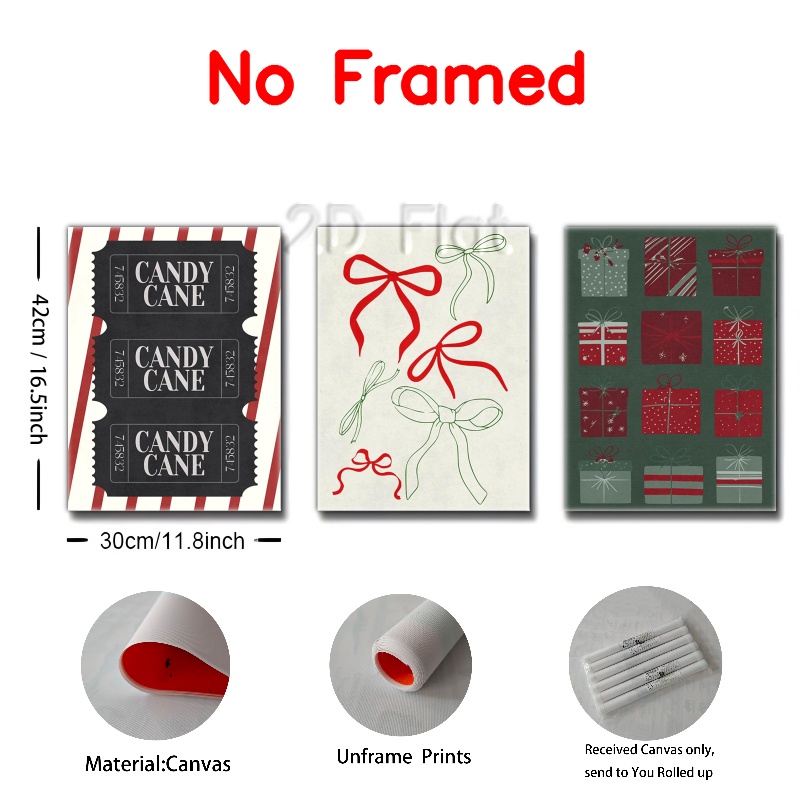 No Framed
2D Flat
42cm / 16.5inch
CANDY
CANE
745832
745832
CANDY
CANE
745832
745832
CANDY
CANE
745832
745832
30cm/11.8inch
Material:Canvas
Unframe Prints
Received Canvas only,
send to You Rolled up